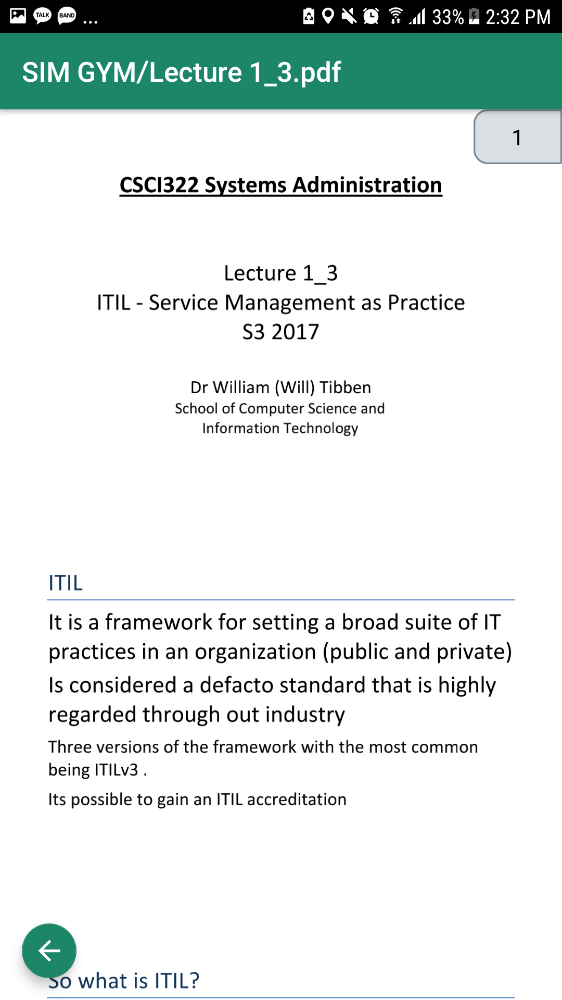 TALK BAND ... 33% 2:32 PM
SIM GYM/Lecture 1_3.pdf
1
CSCI322 Systems Administration
Lecture 1_3
ITIL - Service Management as Practice
S3 2017
Dr William (Will) Tibben
School of Computer Science and
Information Technology
ITIL
It is a framework for setting a broad suite of IT
practices in an organization (public and private)
Is considered a defacto standard that is highly
regarded through out industry
Three versions of the framework with the most common
being ITILv3 .
Its possible to gain an ITIL accreditation
So what is ITIL?